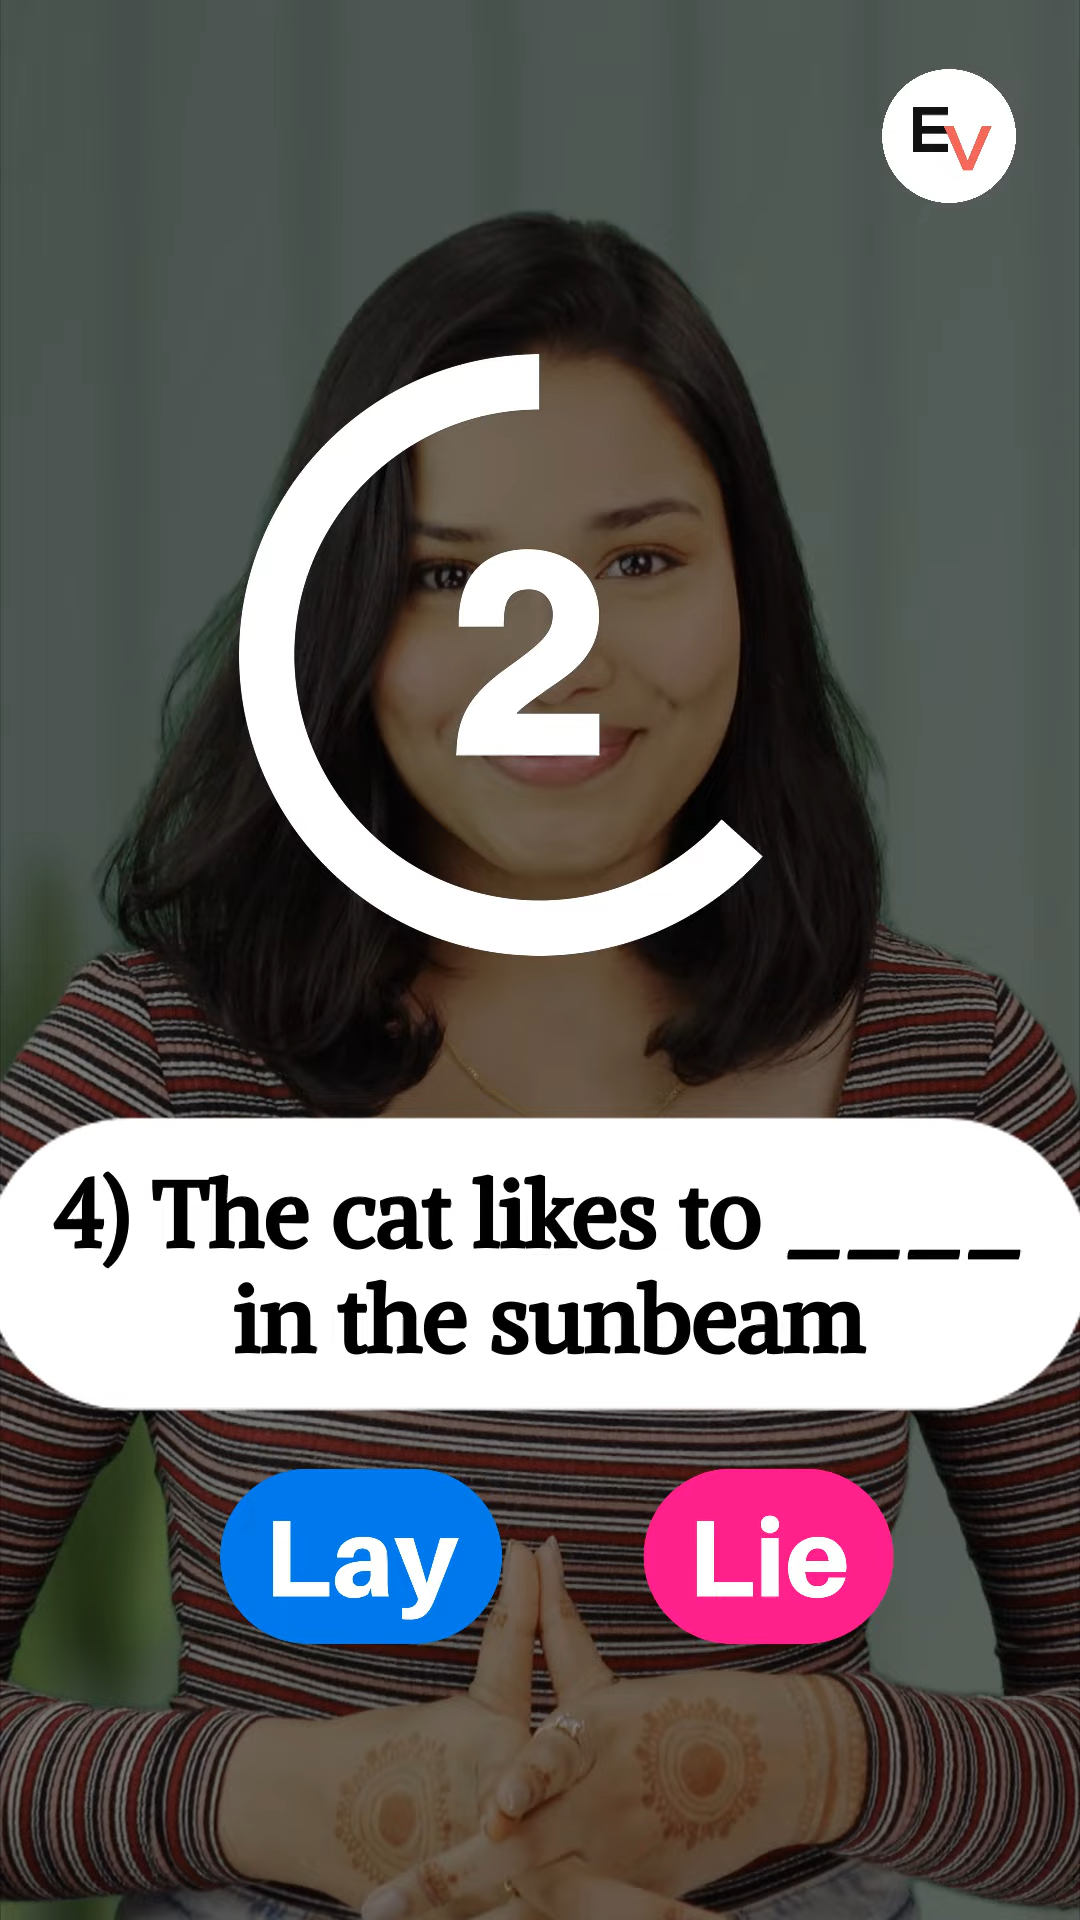 EV
2
4) The cat likes to ____
in the sunbeam
Lay Lie